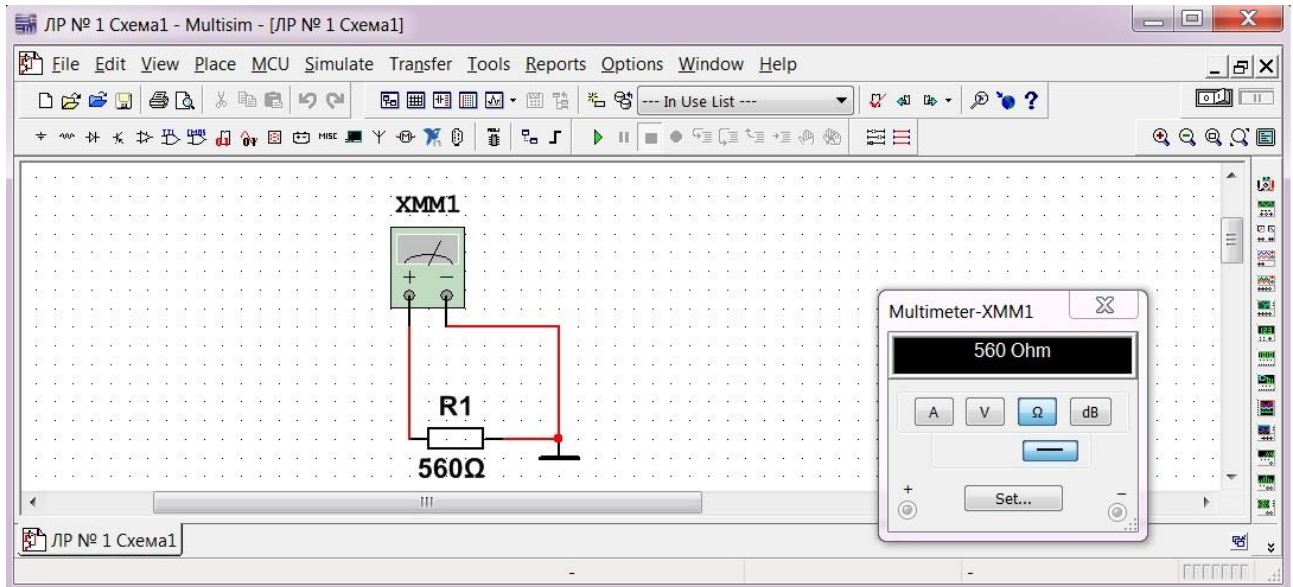 ЛР № 1 Схема1 - Multisim - [ЛР № 1 Схема1]
File Edit View Place MCU Simulate Transfer Tools Reports Options Window Help
--- In Use List ---
MISC
XMM1
+ −
R1
560Ω
Multimeter-XMM1
560 Ohm
A V Ω dB
+ Set... −
ЛР № 1 Схема1
- -